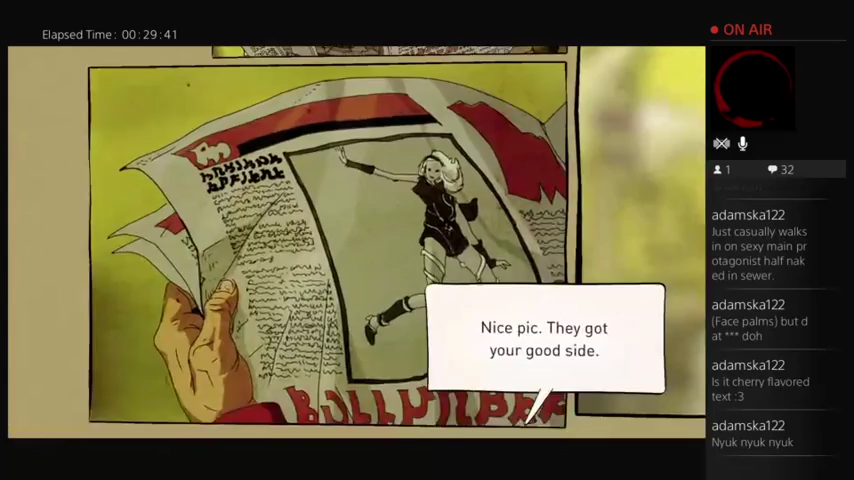 Elapsed Time: 00:29:41
ON AIR
1
32
Nice pic. They got
your good side.
adamska122
Just casually walks
in on sexy main pr
otagonist half nak
ed in sewer.
adamska122
(Face palms) but d
at *** doh
adamska122
Is it cherry flavored
text :3
adamska122
Nyuk nyuk nyuk